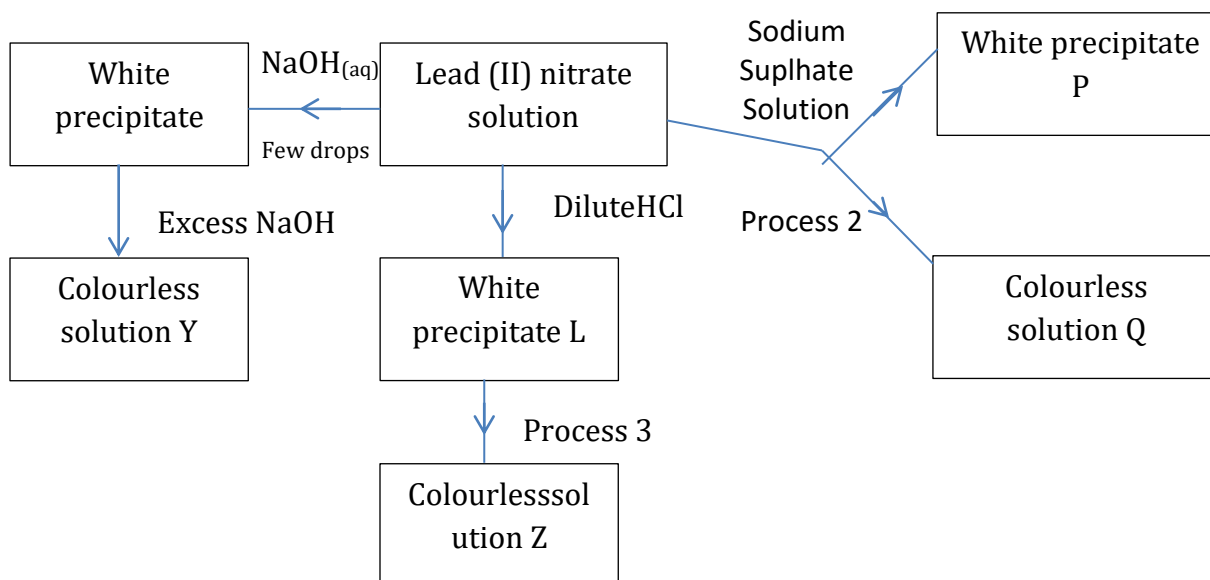 White
precipitate
NaOH(aq)
Few drops
Lead (II) nitrate
solution
Sodium
Suplhate
Solution
White precipitate
P
Excess NaOH
DiluteHCl
Process 2
Colourless
solution Y
White
precipitate L
Colourless
solution Q
Process 3
Colourlesssol
ution Z